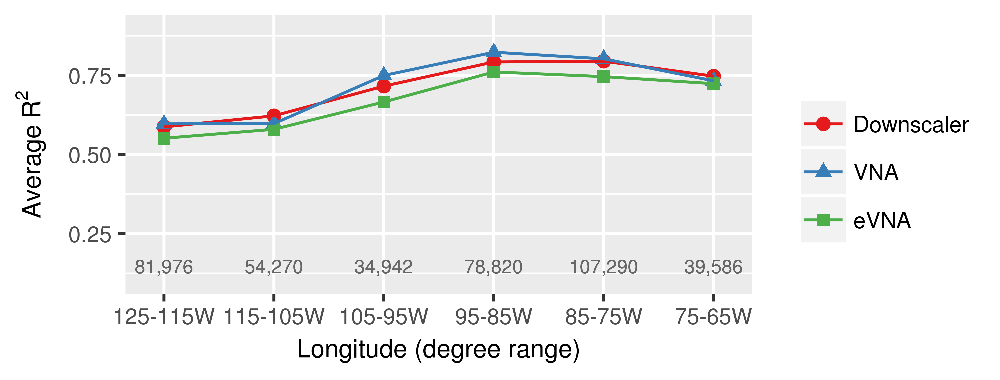 Average R²
0.75
0.50
0.25
81,976 54,270 34,942 78,820 107,290 39,586
125-115W 115-105W 105-95W 95-85W 85-75W 75-65W
Longitude (degree range)
Downscaler
VNA
eVNA